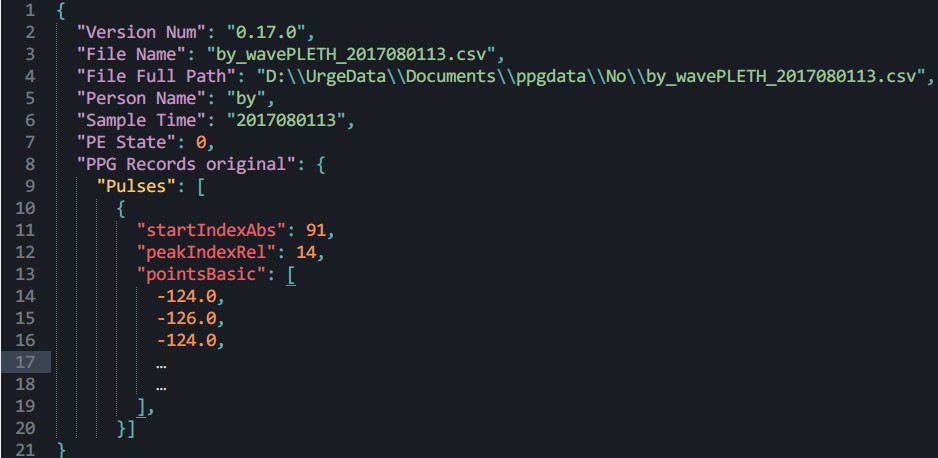 1 {
2 "Version Num": "0.17.0",
3 "File Name": "by_wavePLETH_2017080113.csv",
4 "File Full Path": "D:\\UrgeData\\Documents\\ppgdata\\No\\by_wavePLETH_2017080113.csv",
5 "Person Name": "by",
6 "Sample Time": "2017080113",
7 "PE State": 0,
8 "PPG Records original": {
9 "Pulses": [
10 {
11 "startIndexAbs": 91,
12 "peakIndexRel": 14,
13 "pointsBasic": [
14 -124.0,
15 -126.0,
16 -124.0,
17 …
18 …
19 ],
20 }]
21 }